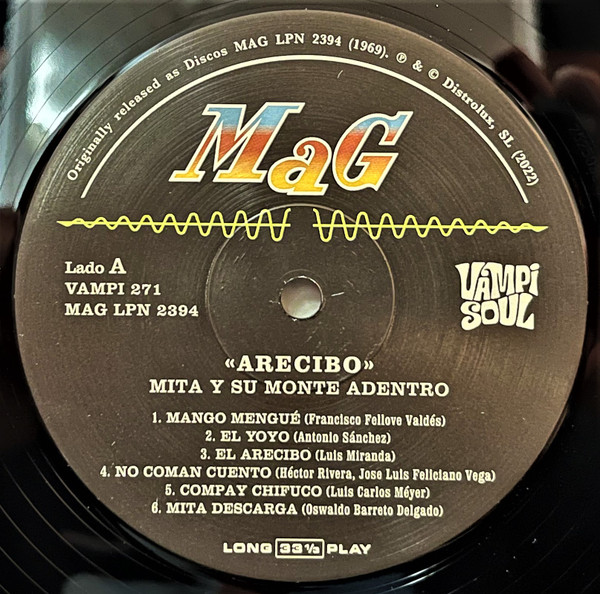 Originally released as Discos MAG LPN 2394 (1969). ℗ & © Distrolux, SL (2022)
MaG
Lado A
VAMPI 271
MAG LPN 2394
VAMPI
SOUL
«ARECIBO»
MITA Y SU MONTE ADENTRO
1. MANGO MENGUÉ (Francisco Fellove Valdés)
2. EL YOYO (Antonio Sánchez)
3. EL ARECIBO (Luis Miranda)
4. NO COMAN CUENTO (Héctor Rivera, Jose Luis Feliciano Vega)
5. COMPAY CHIFUCO (Luis Carlos Méyer)
6. MITA DESCARGA (Oswaldo Barreto Delgado)
LONG 33⅓ PLAY